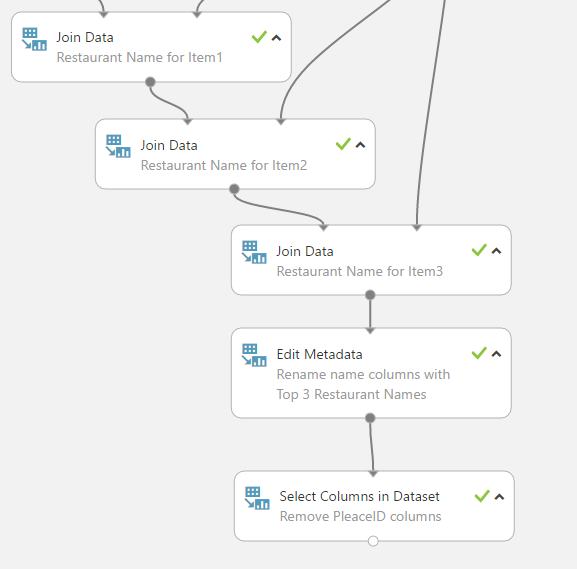 Join Data
Restaurant Name for Item1
Join Data
Restaurant Name for Item2
Join Data
Restaurant Name for Item3
Edit Metadata
Rename name columns with
Top 3 Restaurant Names
Select Columns in Dataset
Remove PleaceID columns